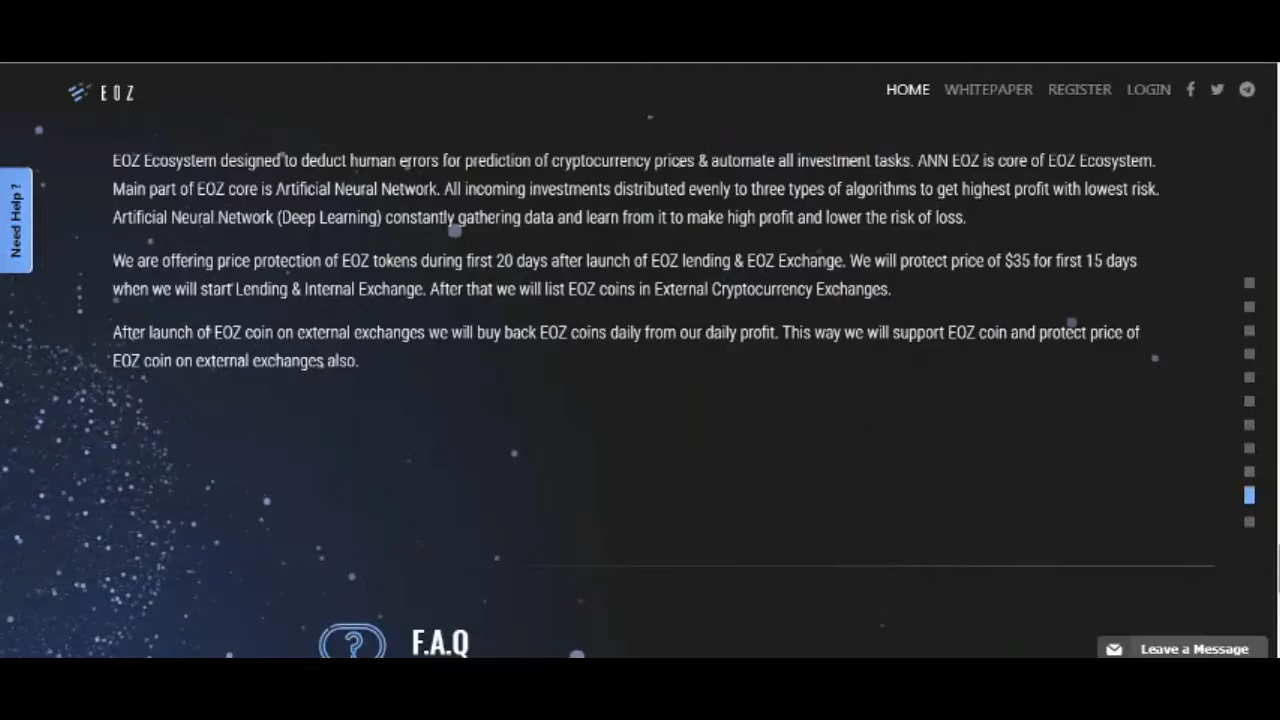 EOZ
HOME WHITEPAPER REGISTER LOGIN
Need Help ?
EOZ Ecosystem designed to deduct human errors for prediction of cryptocurrency prices & automate all investment tasks. ANN EOZ is core of EOZ Ecosystem.
Main part of EOZ core is Artificial Neural Network. All incoming investments distributed evenly to three types of algorithms to get highest profit with lowest risk.
Artificial Neural Network (Deep Learning) constantly gathering data and learn from it to make high profit and lower the risk of loss.
We are offering price protection of EOZ tokens during first 20 days after launch of EOZ lending & EOZ Exchange. We will protect price of $35 for first 15 days
when we will start Lending & Internal Exchange. After that we will list EOZ coins in External Cryptocurrency Exchanges.
After launch of EOZ coin on external exchanges we will buy back EOZ coins daily from our daily profit. This way we will support EOZ coin and protect price of
EOZ coin on external exchanges also.
F.A.Q
Leave a Message